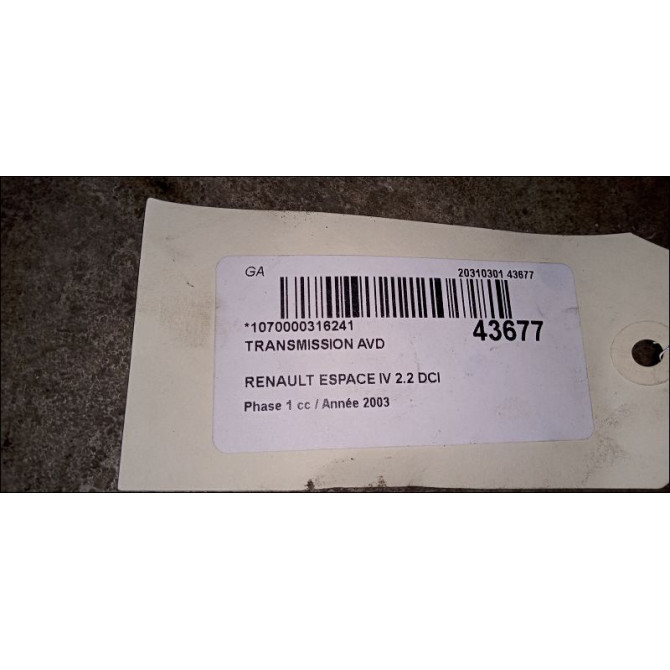 GA 20310301 43677
*1070000316241 43677
TRANSMISSION AVD
RENAULT ESPACE IV 2.2 DCI
Phase 1 cc / Année 2003